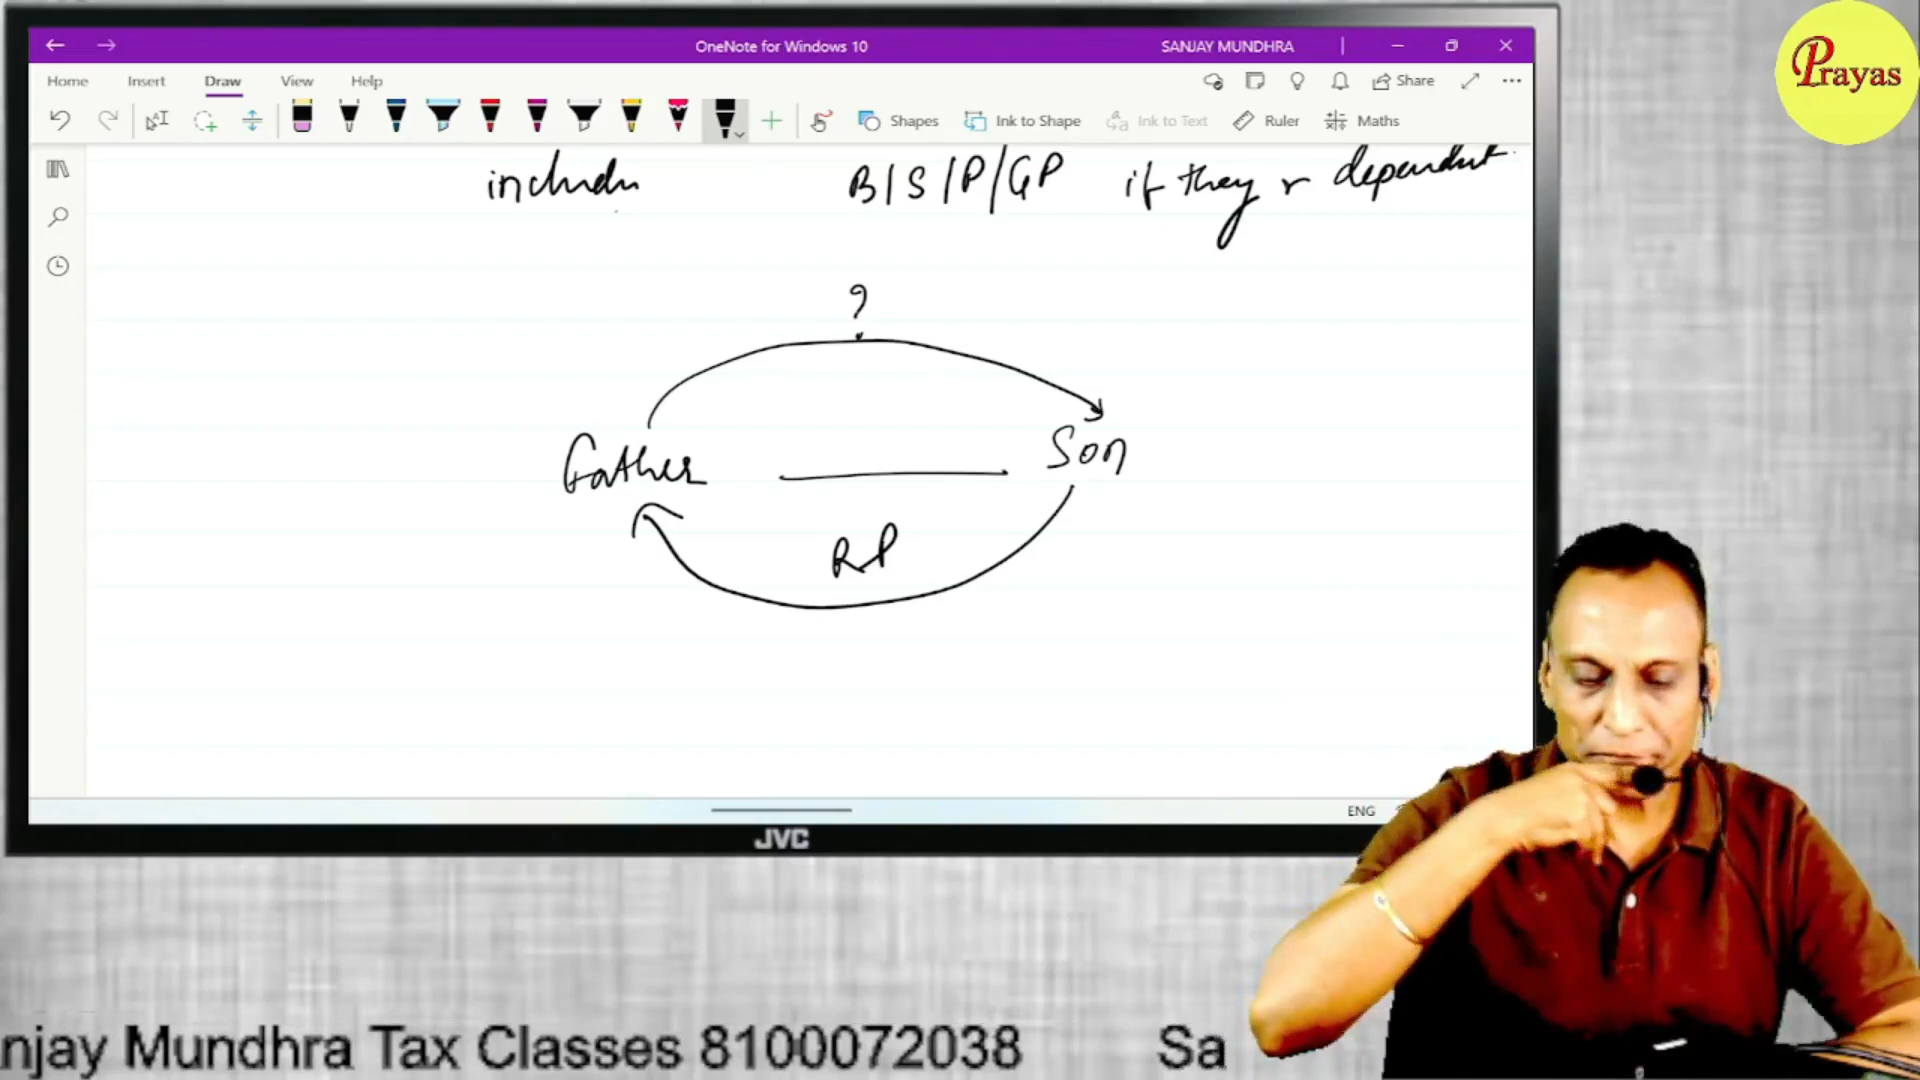 OneNote for Windows 10
SANJAY MUNDHRA
Home Insert Draw View Help
Share
Shapes Ink to Shape Ink to Text Ruler Maths
includes B/S/P/GP if they r dependent
?
Father Son
RP
ENG
JVC
Prayas
njay Mundhra Tax Classes 8100072038 Sa